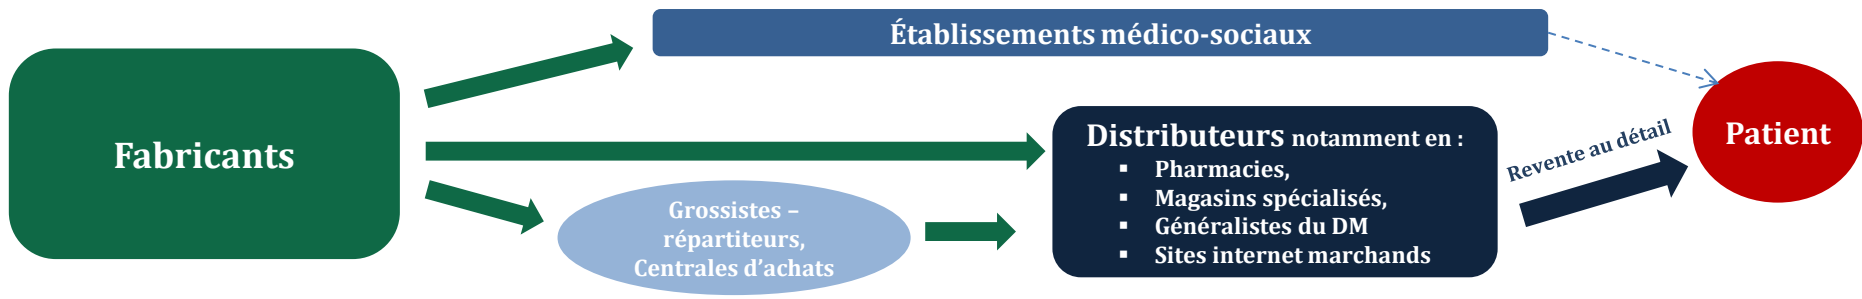 Établissements médico-sociaux
Fabricants
Distributeurs notamment en :
▪ Pharmacies,
▪ Magasins spécialisés,
▪ Généralistes du DM
▪ Sites internet marchands
Grossistes –
répartiteurs,
Centrales d’achats
Revente au détail
Patient